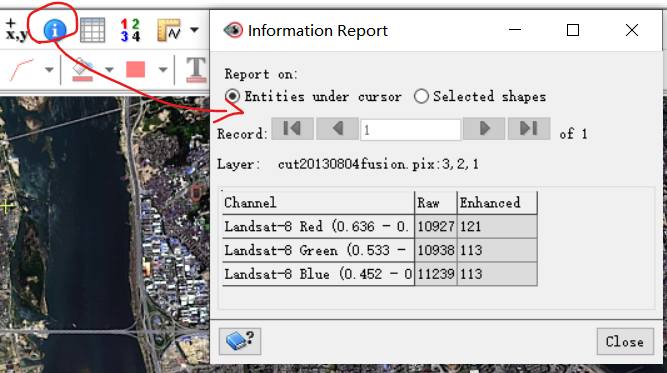 x,y
1 2
3 4
T
Information Report
Report on:
Entities under cursor Selected shapes
Record: 1 of 1
Layer: cut20130804fusion.pix:3,2,1
Channel Raw Enhanced
Landsat-8 Red (0.636 - 0. 10927 121
Landsat-8 Green (0.533 - 10938 113
Landsat-8 Blue (0.452 - 0 11239 113
Close